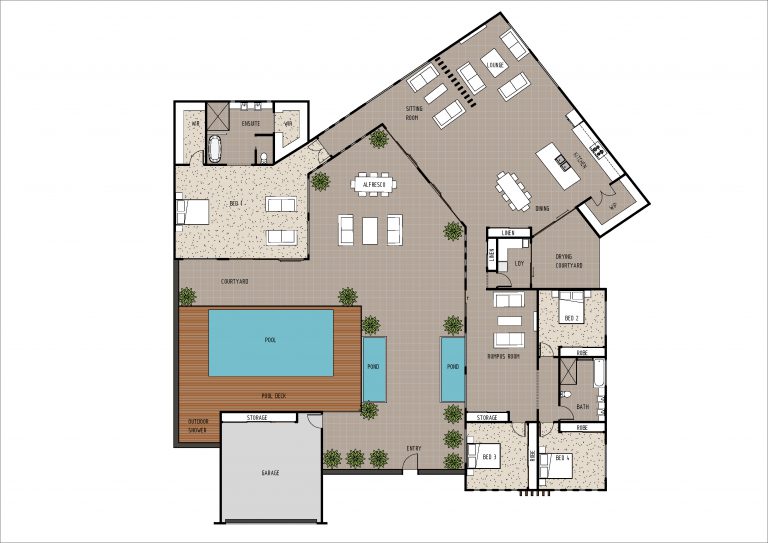 LOUNGE
SITTING
ROOM
WIR
ENSUITE
WIR
KITCHEN
ALFRESCO
BED 1
WIP
DINING
LINEN
LINEN
LDY
DRYING
COURTYARD
COURTYARD
BED 2
POOL
ROBE
RUMPUS ROOM
POND
POND
POOL DECK
BATH
STORAGE
STORAGE
OUTDOOR
SHOWER
ROBE
ENTRY
BED 3
ROBE
BED 4
GARAGE